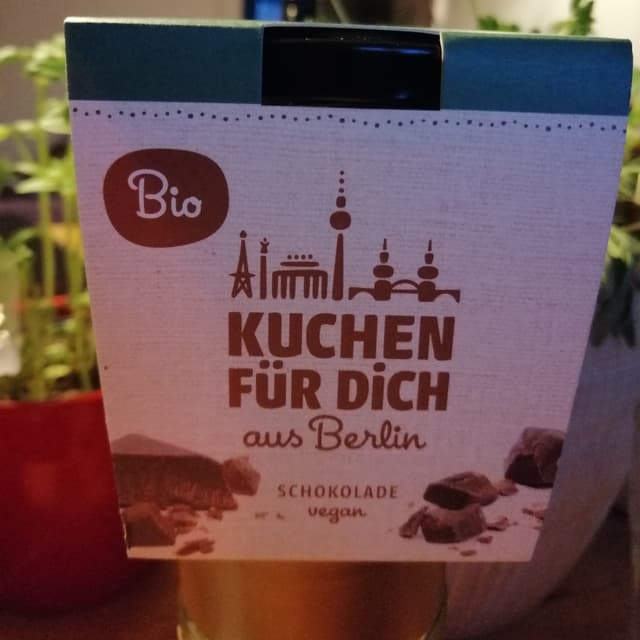 Bio
KUCHEN
FÜR DiCH
aus Berlin
SCHOKOLADE
vegan